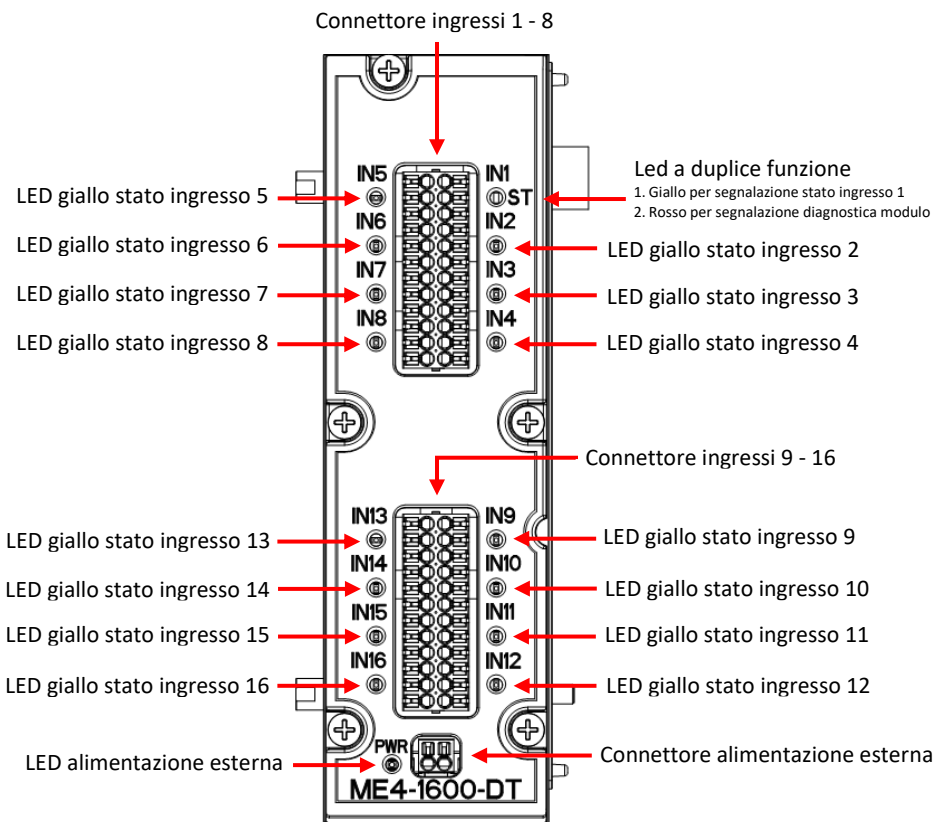 Connettore ingressi 1 - 8
IN5
IN1
Led a duplice funzione
1. Giallo per segnalazione stato ingresso 1
2. Rosso per segnalazione diagnostica modulo
LED giallo stato ingresso 5
ST
IN6
IN2
LED giallo stato ingresso 6
LED giallo stato ingresso 2
IN7
IN3
LED giallo stato ingresso 7
LED giallo stato ingresso 3
IN8
IN4
LED giallo stato ingresso 8
LED giallo stato ingresso 4
Connettore ingressi 9 - 16
IN13
IN9
LED giallo stato ingresso 13
LED giallo stato ingresso 9
IN14
IN10
LED giallo stato ingresso 14
LED giallo stato ingresso 10
IN15
IN11
LED giallo stato ingresso 15
LED giallo stato ingresso 11
IN16
IN12
LED giallo stato ingresso 16
LED giallo stato ingresso 12
PWR
LED alimentazione esterna
Connettore alimentazione esterna
ME4-1600-DT